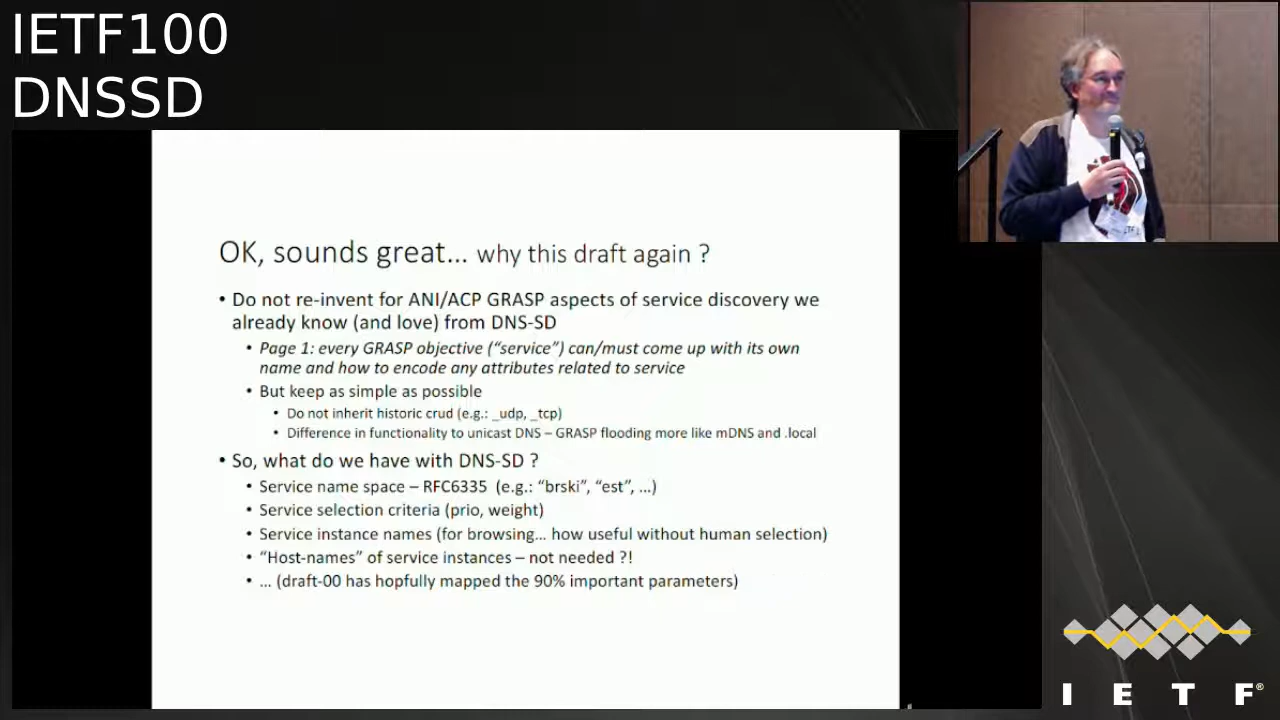 IETF100
DNSSD
OK, sounds great... why this draft again ?
• Do not re-invent for ANI/ACP GRASP aspects of service discovery we
already know (and love) from DNS-SD
• Page 1: every GRASP objective (“service”) can/must come up with its own
name and how to encode any attributes related to service
• But keep as simple as possible
• Do not inherit historic crud (e.g.: _udp, _tcp)
• Difference in functionality to unicast DNS – GRASP flooding more like mDNS and .local
• So, what do we have with DNS-SD ?
• Service name space – RFC6335 (e.g.: “brski”, “est”, …)
• Service selection criteria (prio, weight)
• Service instance names (for browsing… how useful without human selection)
• “Host-names” of service instances – not needed ?!
• … (draft-00 has hopefully mapped the 90% important parameters)
I E T F®